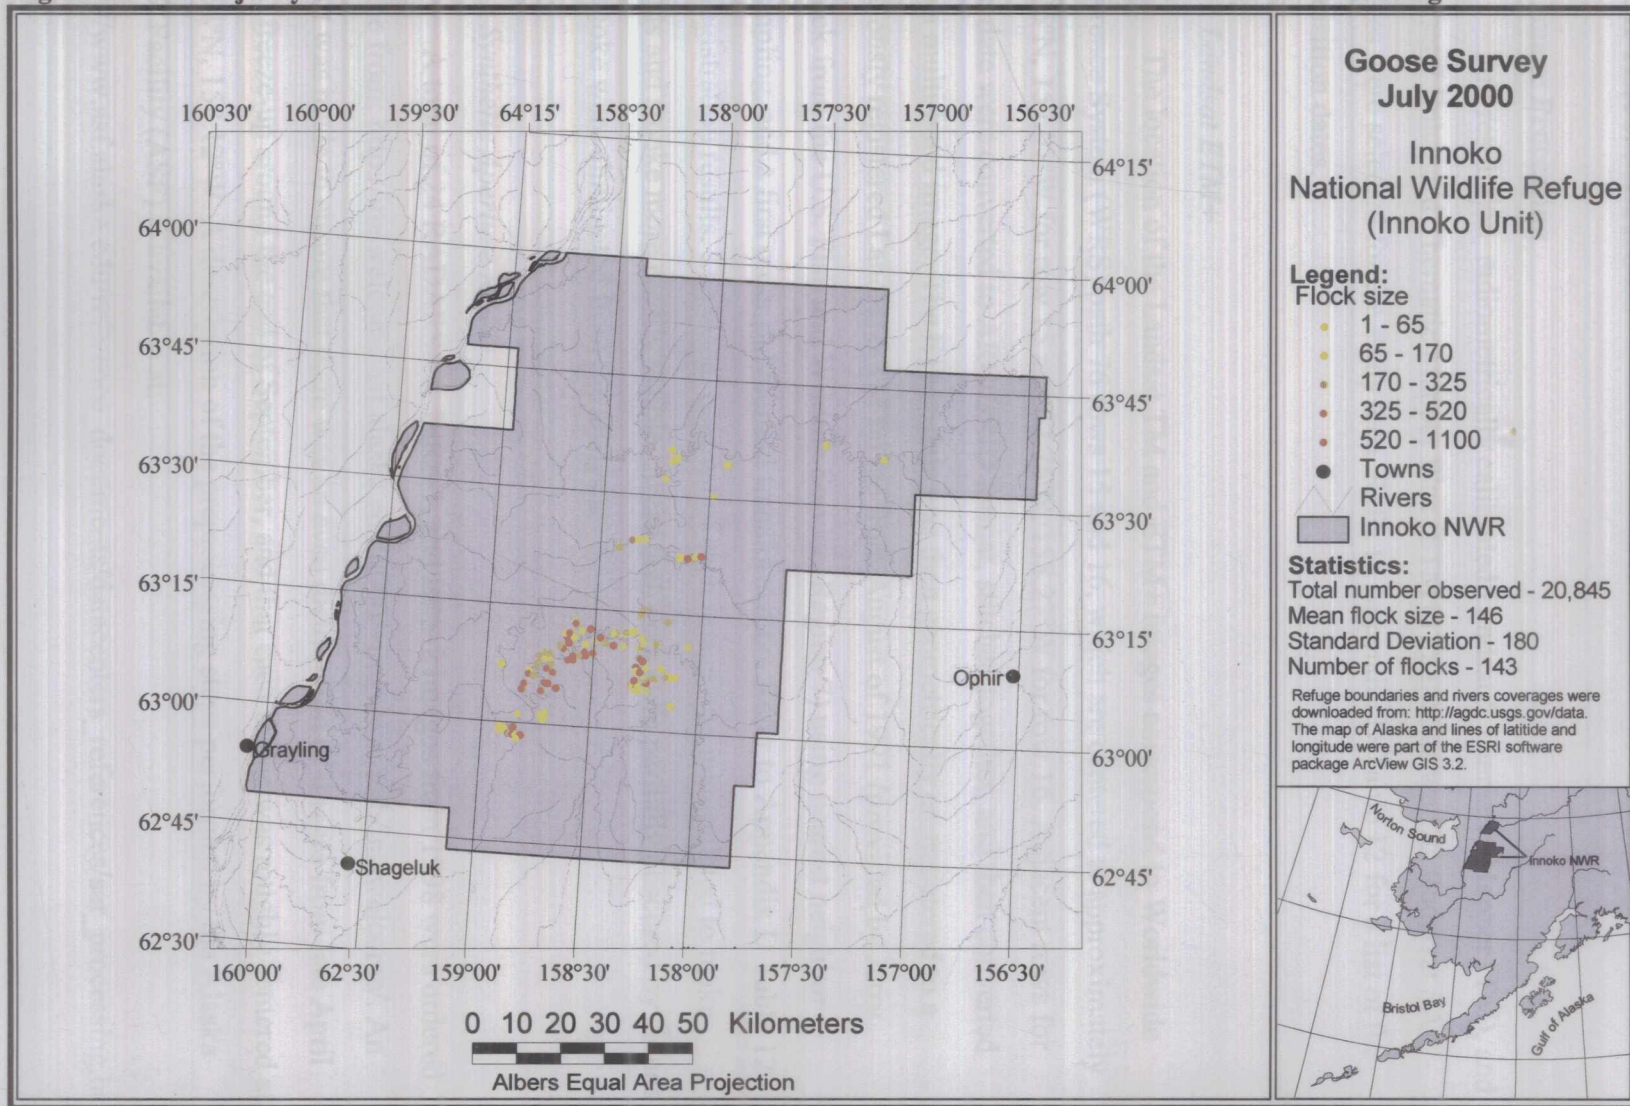 Goose Survey
July 2000
Innoko
National Wildlife Refuge
(Innoko Unit)
Legend:
Flock size
1 - 65
65 - 170
170 - 325
325 - 520
520 - 1100
Towns
Rivers
Innoko NWR
Statistics:
Total number observed - 20,845
Mean flock size - 146
Standard Deviation - 180
Number of flocks - 143
Refuge boundaries and rivers coverages were
downloaded from: http://agdc.usgs.gov/data.
The map of Alaska and lines of latitide and
longitude were part of the ESRI software
package ArcView GIS 3.2.
160°30' 160°00' 159°30' 64°15' 158°30' 158°00' 157°30' 157°00' 156°30'
64°15'
64°00'
64°00'
63°45'
63°45'
63°30'
63°30'
63°15'
63°15'
Ophir
63°00'
Grayling
63°00'
62°45'
Shageluk
62°45'
62°30'
160°00' 62°30' 159°00' 158°30' 158°00' 157°30' 157°00' 156°30'
0 10 20 30 40 50 Kilometers
Albers Equal Area Projection
Norton Sound
Innoko NWR
Bristol Bay
Gulf of Alaska